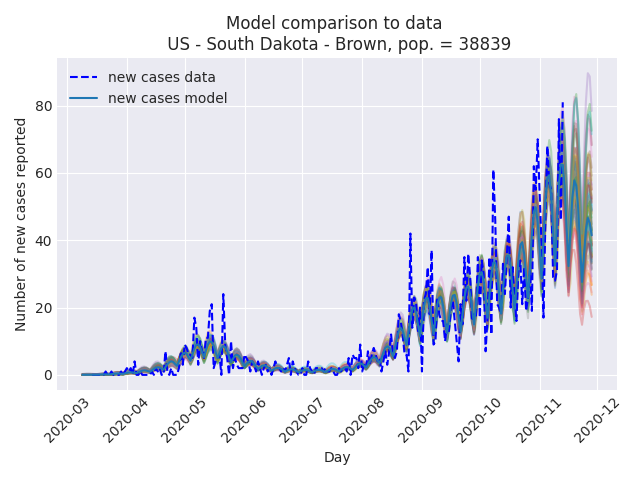 Model comparison to data
US - South Dakota - Brown, pop. = 38839
new cases data
new cases model
Number of new cases reported
80
60
40
20
0
2020-03
2020-04
2020-05
2020-06
2020-07
2020-08
2020-09
2020-10
2020-11
2020-12
Day